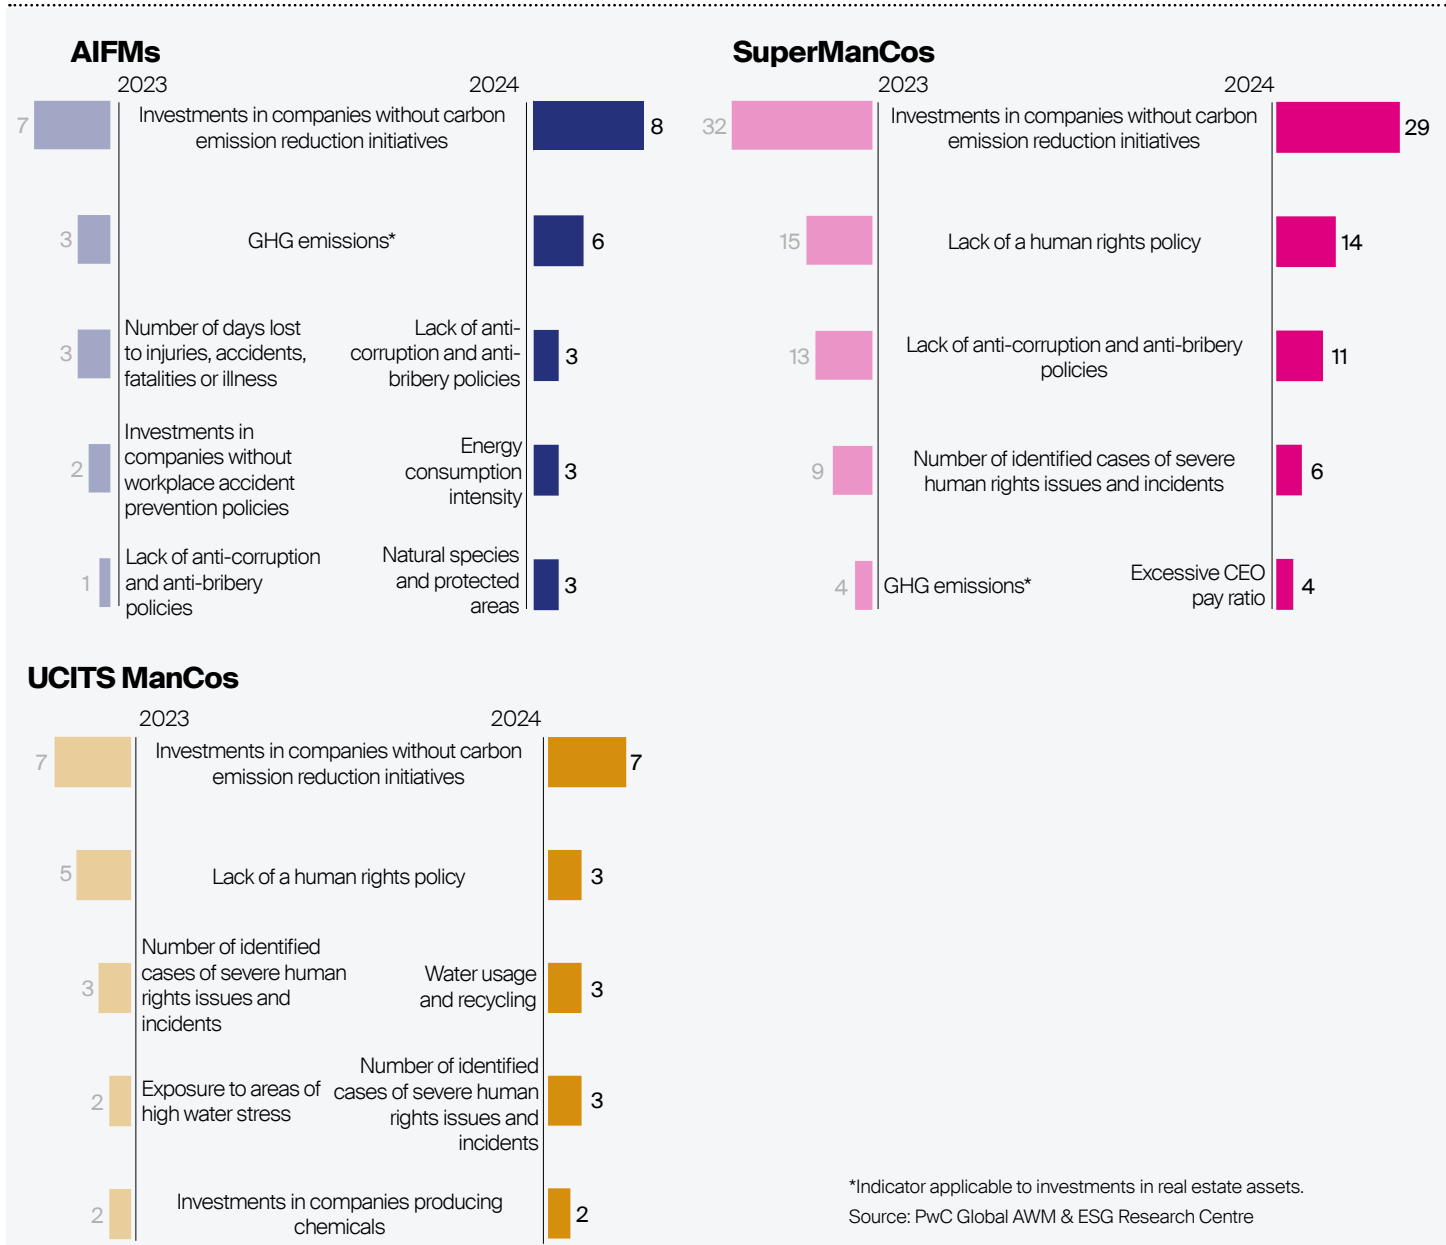 AIFMs
2023
2024
7
Investments in companies without carbon
emission reduction initiatives
8
3
GHG emissions*
6
3
Number of days lost
to injuries, accidents,
fatalities or illness
Lack of anti-
corruption and anti-
bribery policies
3
2
Investments in
companies without
workplace accident
prevention policies
Energy
consumption
intensity
3
1
Lack of anti-corruption
and anti-bribery
policies
Natural species
and protected
areas
3
SuperManCos
2023
2024
32
Investments in companies without carbon
emission reduction initiatives
29
15
Lack of a human rights policy
14
13
Lack of anti-corruption and anti-bribery
policies
11
9
Number of identified cases of severe
human rights issues and incidents
6
4
GHG emissions*
Excessive CEO
pay ratio
4
UCITS ManCos
2023
2024
7
Investments in companies without carbon
emission reduction initiatives
7
5
Lack of a human rights policy
3
3
Number of identified
cases of severe human
rights issues and
incidents
Water usage
and recycling
3
2
Exposure to areas of
high water stress
Number of identified
cases of severe human
rights issues and
incidents
3
2
Investments in companies producing
chemicals
2
*Indicator applicable to investments in real estate assets.
Source: PwC Global AWM & ESG Research Centre